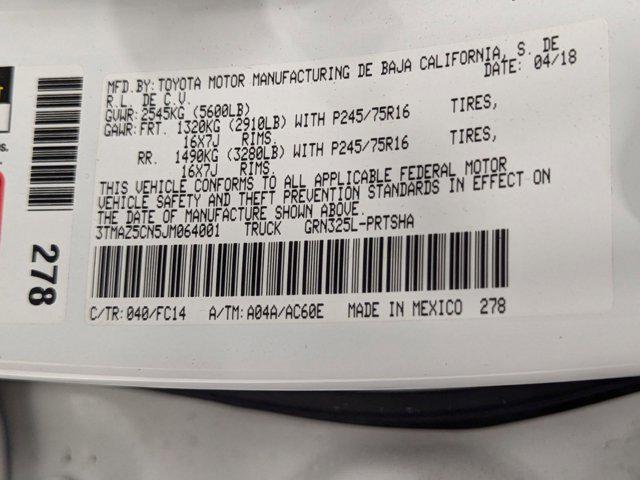 MFD.BY:TOYOTA MOTOR MANUFACTURING DE BAJA CALIFORNIA, S. DE
R.L. DE C.V. DATE: 04/18
GVWR: 2545KG (5600LB)
GAWR: FRT. 1320KG (2910LB) WITH P245/75R16 TIRES,
16X7J RIMS.
RR. 1490KG (3280LB) WITH P245/75R16 TIRES,
16X7J RIMS.
THIS VEHICLE CONFORMS TO ALL APPLICABLE FEDERAL MOTOR
VEHICLE SAFETY AND THEFT PREVENTION STANDARDS IN EFFECT ON
THE DATE OF MANUFACTURE SHOWN ABOVE.
3TMAZ5CN5JM064001 TRUCK GRN325L-PRTSHA
C/TR: 040/FC14 A/TM: A04A/AC60E MADE IN MEXICO 278
278